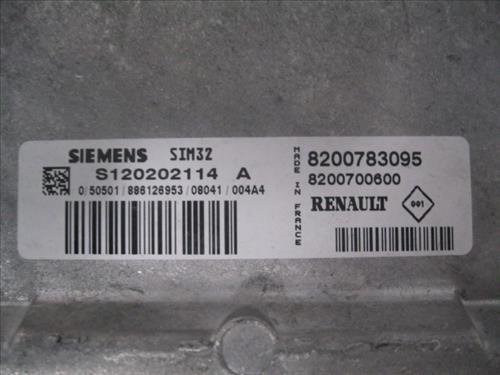 SIEMENS SIM32
S120202114 A
0/50501/886126953/08041/004A4
MADE IN FRANCE
8200783095
8200700600
RENAULT 001